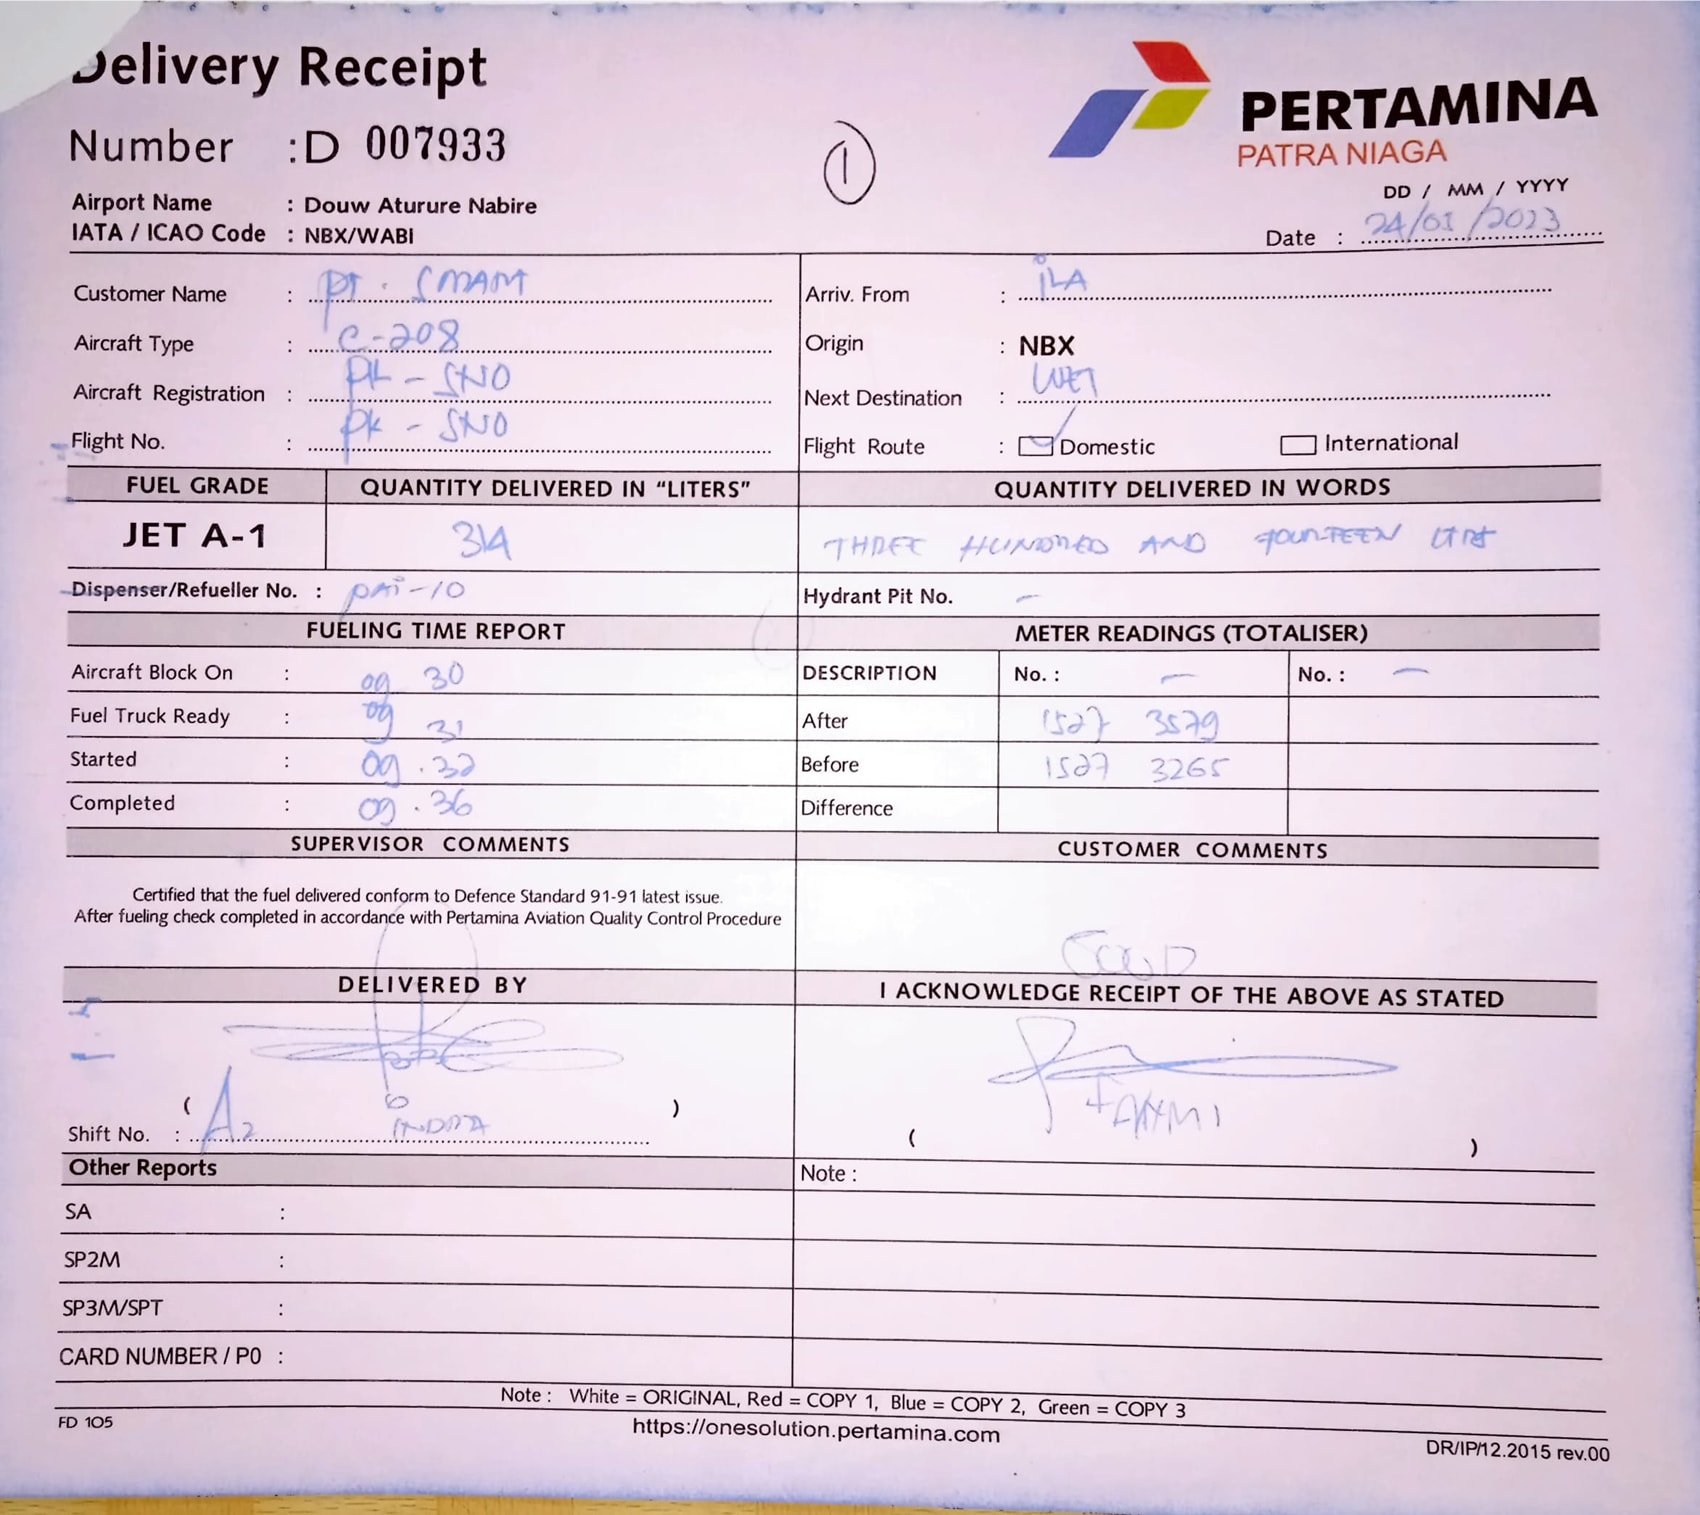 Delivery Receipt
Number : D 007933
1
PERTAMINA
PATRA NIAGA
Airport Name : Douw Aturure Nabire
IATA / ICAO Code : NBX/WABI
DD / MM / YYYY
Date : 24/01/2023
Customer Name : PT. SMAM
Arriv. From : iLA
Aircraft Type : C-208
Origin : NBX
Aircraft Registration : PK - SNO
Next Destination :
Flight No. : PK - SNO
Flight Route : Domestic International
FUEL GRADE QUANTITY DELIVERED IN “LITERS” QUANTITY DELIVERED IN WORDS
JET A-1 314 THREE HUNDRED AND FOURTEEN LTRS
Dispenser/Refueller No. : PAi-10 Hydrant Pit No. -
FUELING TIME REPORT METER READINGS (TOTALISER)
Aircraft Block On : 09 30 DESCRIPTION No. : - No. : -
Fuel Truck Ready : 09 31 After 1527 3579
Started : 09.32 Before 1527 3265
Completed : 09.36 Difference
SUPERVISOR COMMENTS CUSTOMER COMMENTS
Certified that the fuel delivered conform to Defence Standard 91-91 latest issue.
After fueling check completed in accordance with Pertamina Aviation Quality Control Procedure
GOOD
DELIVERED BY I ACKNOWLEDGE RECEIPT OF THE ABOVE AS STATED
( )
Shift No. : A2 INDRA
( )
Other Reports Note :
SA :
SP2M :
SP3M/SPT :
CARD NUMBER / P0 :
Note : White = ORIGINAL, Red = COPY 1, Blue = COPY 2, Green = COPY 3
FD 105
https://onesolution.pertamina.com
DR/IP/12.2015 rev.00